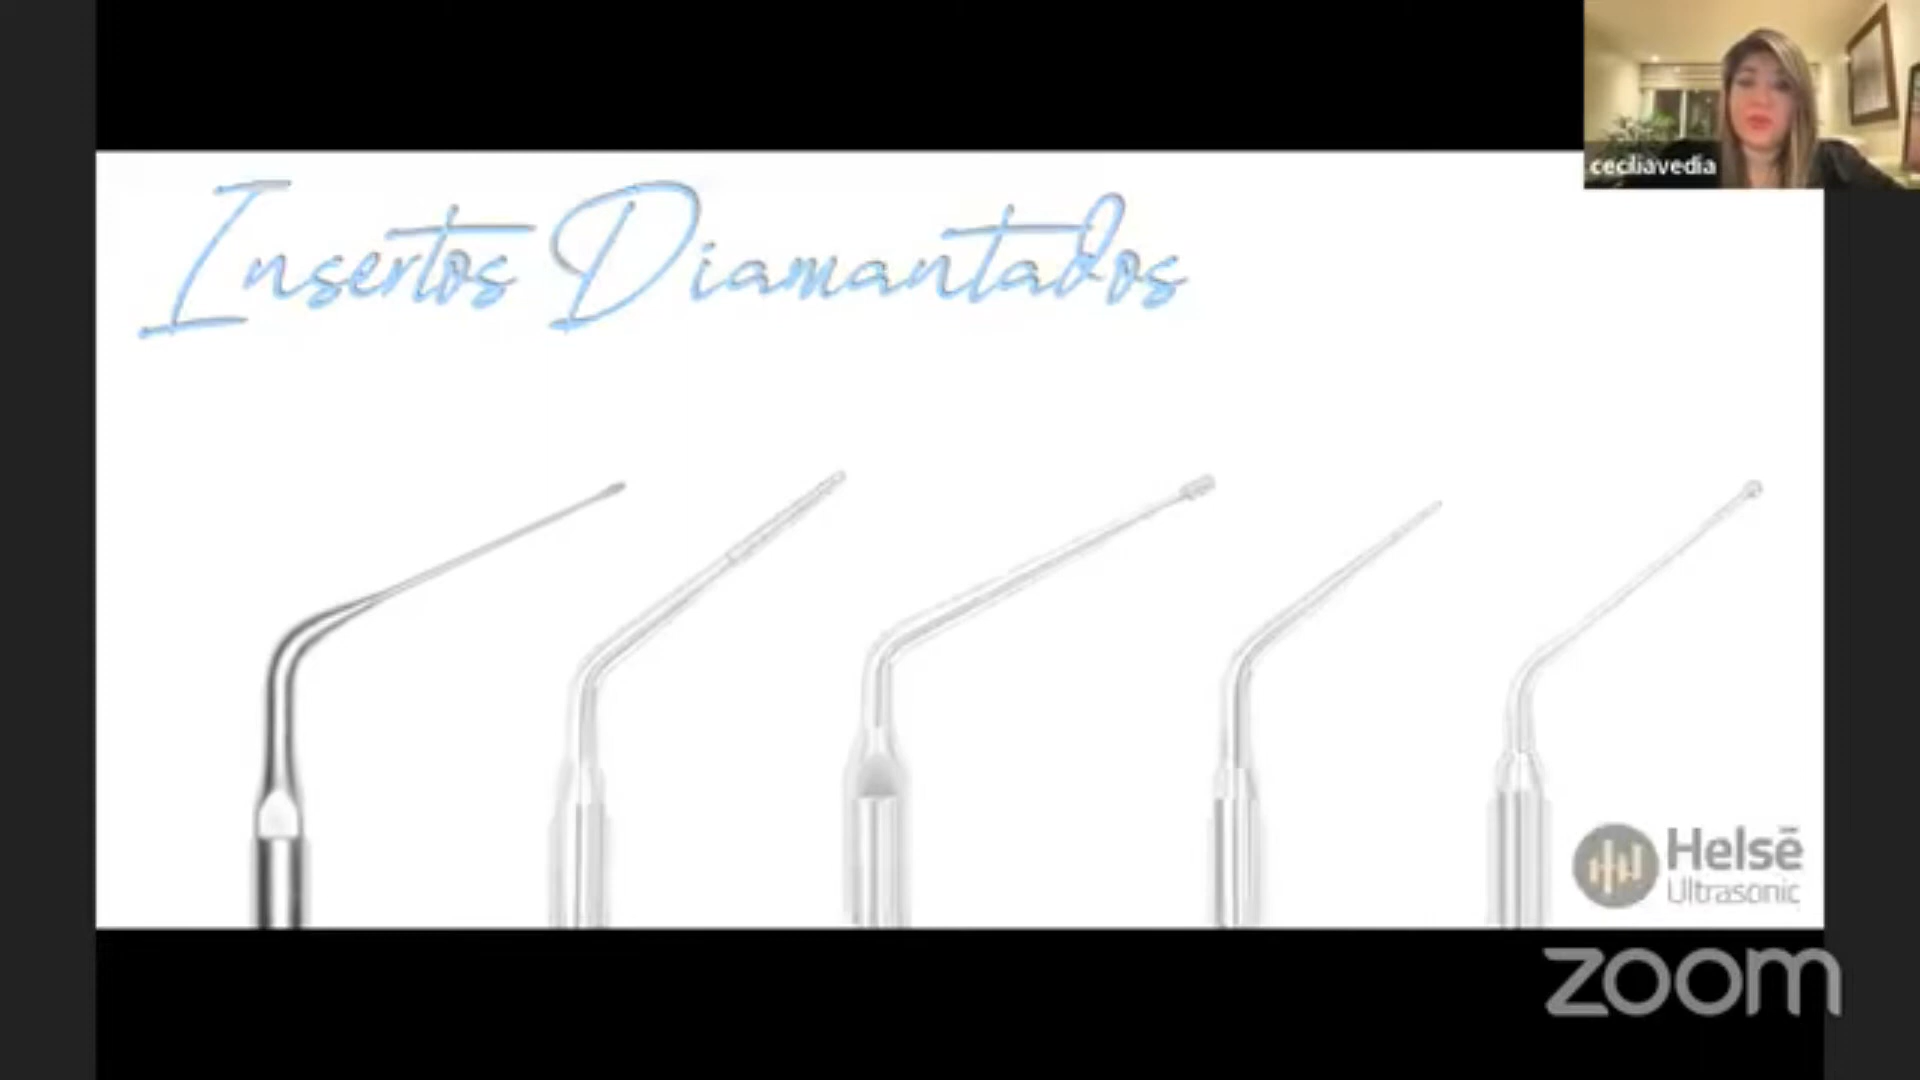 ceciliavedia
Insertos Diamantados
Helsē
Ultrasonic
zoom